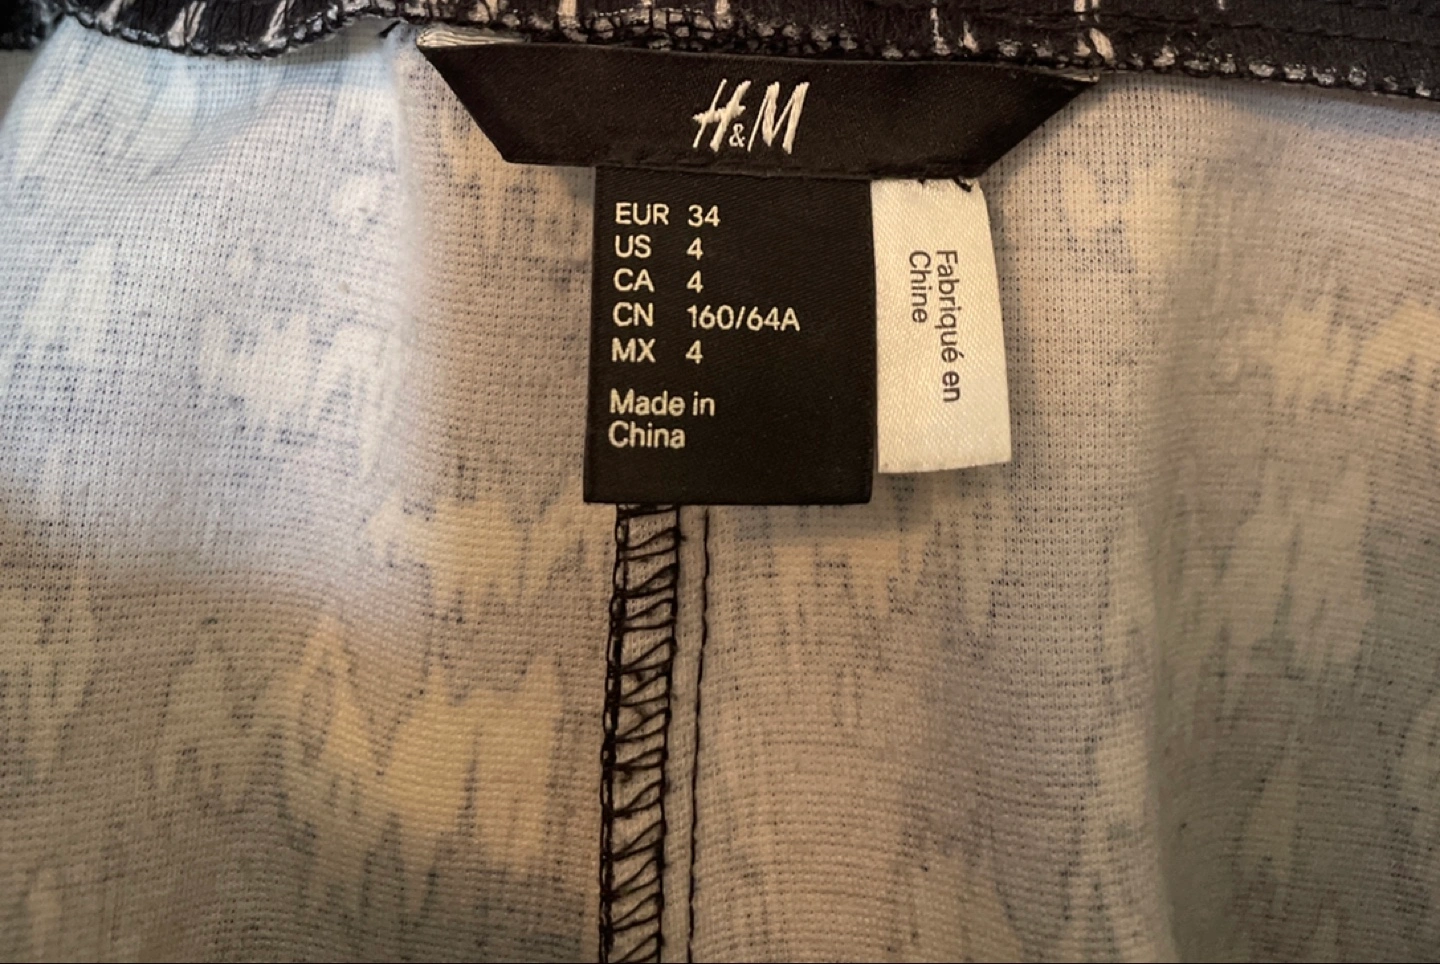 H&M
EUR 34
US 4
CA 4
CN 160/64A
MX 4
Made in
China
Fabriqué en
Chine